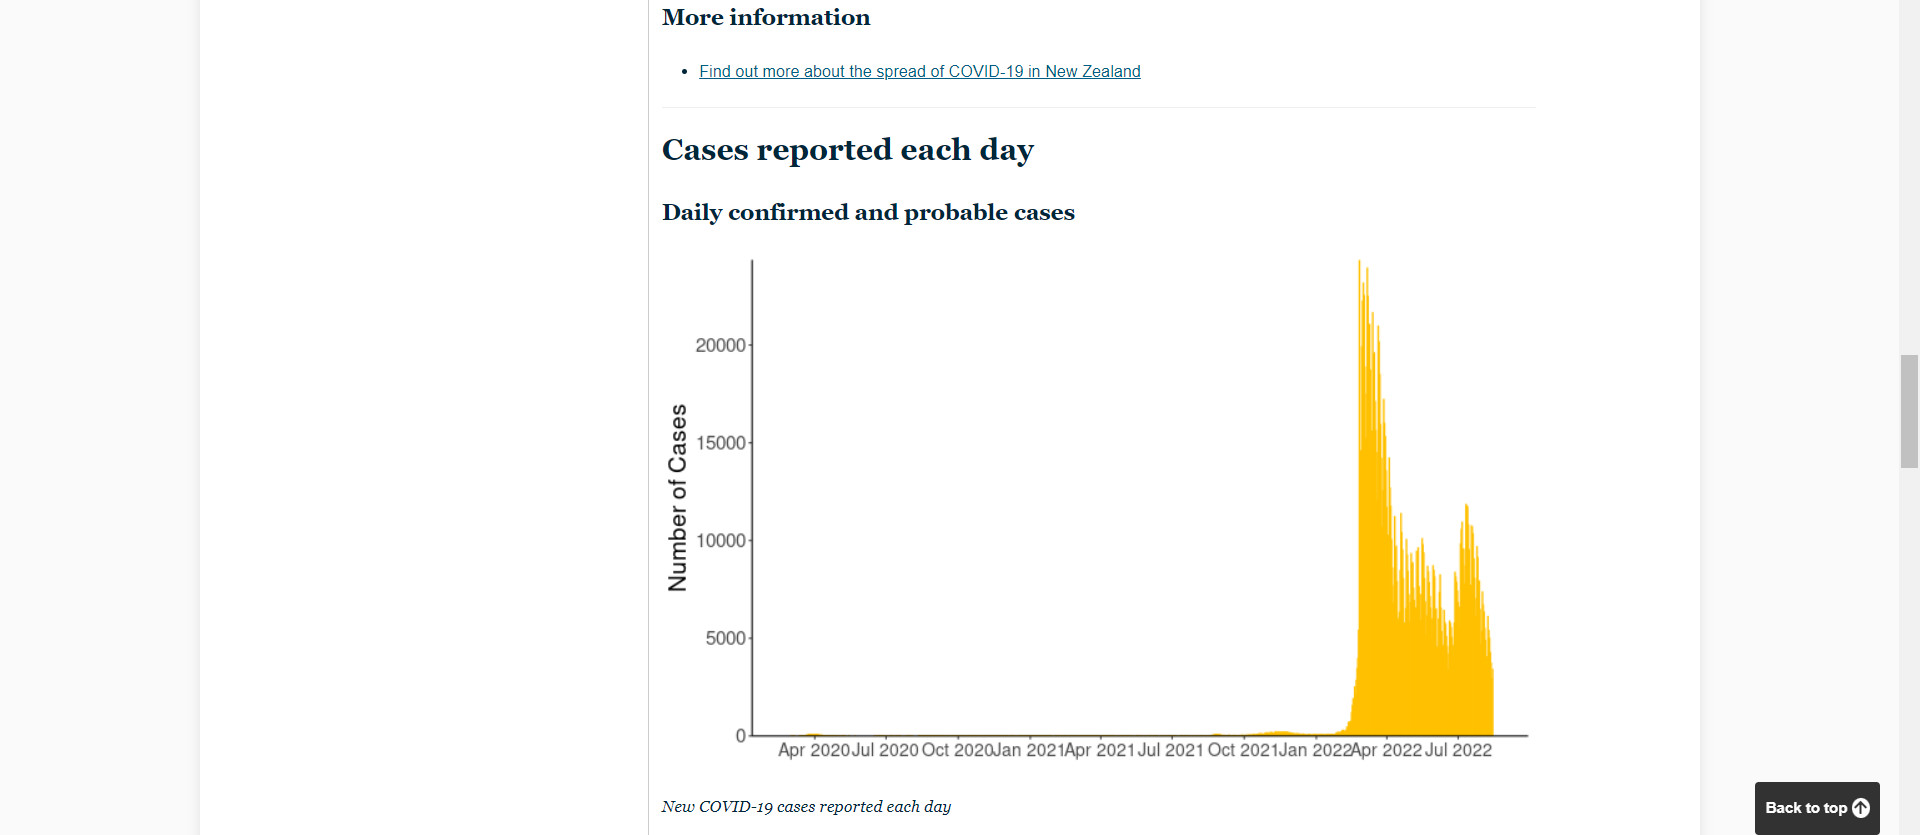 More information
Find out more about the spread of COVID-19 in New Zealand
Cases reported each day
Daily confirmed and probable cases
Number of Cases
20000
15000
10000
5000
0
Apr 2020 Jul 2020 Oct 2020 Jan 2021 Apr 2021 Jul 2021 Oct 2021 Jan 2022 Apr 2022 Jul 2022
New COVID-19 cases reported each day
Back to top